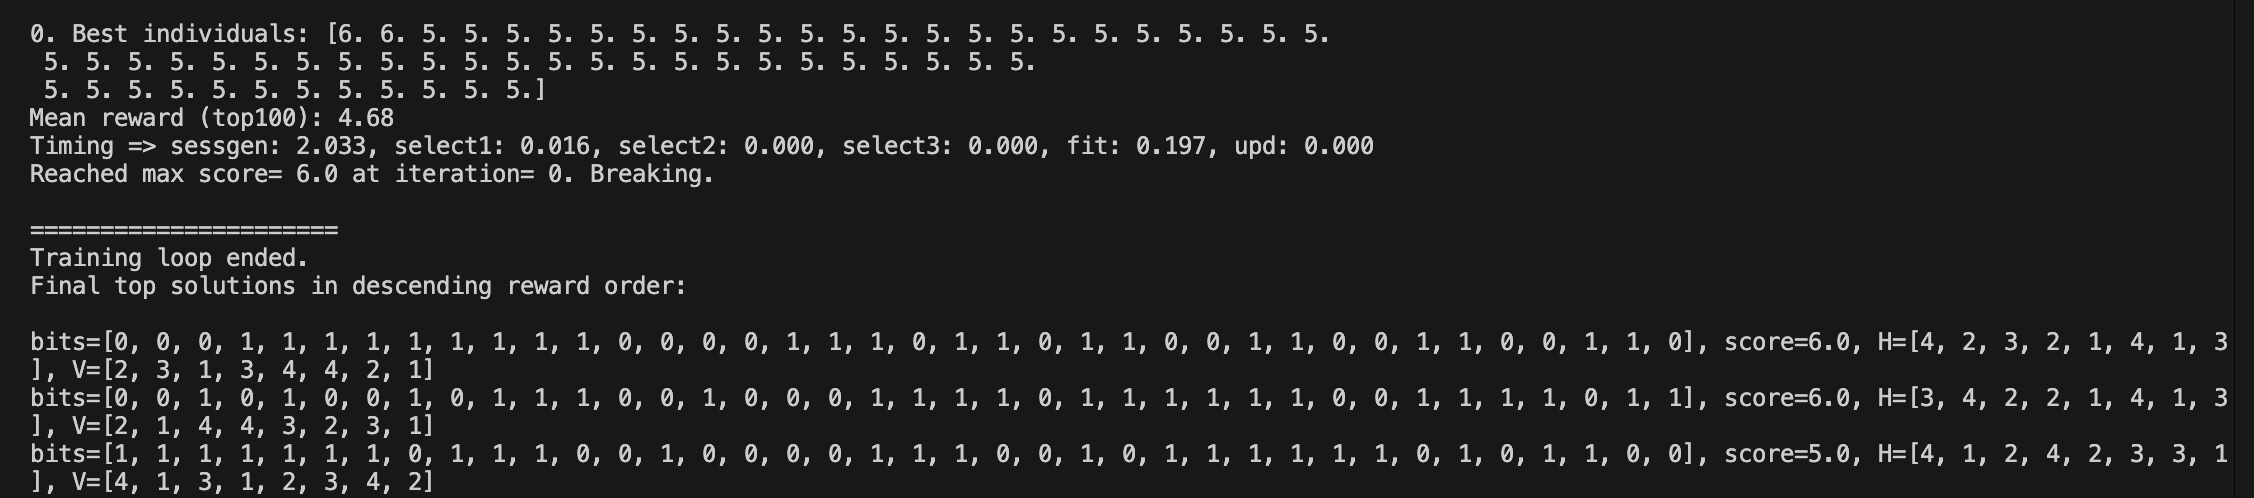 0. Best individuals: [6. 6. 5. 5. 5. 5. 5. 5. 5. 5. 5. 5. 5. 5. 5. 5. 5. 5. 5. 5. 5. 5. 5. 5.
5. 5. 5. 5. 5. 5. 5. 5. 5. 5. 5. 5. 5. 5. 5. 5. 5. 5. 5. 5. 5. 5. 5. 5.
5. 5. 5. 5. 5. 5. 5. 5. 5. 5. 5. 5.]
Mean reward (top100): 4.68
Timing => sessgen: 2.033, select1: 0.016, select2: 0.000, select3: 0.000, fit: 0.197, upd: 0.000
Reached max score= 6.0 at iteration= 0. Breaking.
======================
Training loop ended.
Final top solutions in descending reward order:
bits=[0, 0, 0, 1, 1, 1, 1, 1, 1, 1, 1, 1, 1, 0, 0, 0, 0, 1, 1, 1, 0, 1, 1, 0, 1, 1, 0, 0, 1, 1, 0, 0, 1, 1, 0, 0, 1, 1, 0], score=6.0, H=[4, 2, 3, 2, 1, 4, 1, 3
], V=[2, 3, 1, 3, 4, 4, 2, 1]
bits=[0, 0, 1, 0, 1, 0, 0, 1, 0, 1, 1, 1, 0, 0, 1, 0, 0, 0, 1, 1, 1, 1, 0, 1, 1, 1, 1, 1, 1, 0, 0, 1, 1, 1, 1, 0, 1, 1], score=6.0, H=[3, 4, 2, 2, 1, 4, 1, 3
], V=[2, 1, 4, 4, 3, 2, 3, 1]
bits=[1, 1, 1, 1, 1, 1, 1, 0, 1, 1, 1, 0, 0, 1, 0, 0, 0, 0, 1, 1, 1, 0, 0, 1, 0, 1, 1, 1, 1, 1, 1, 0, 1, 0, 1, 1, 0, 0], score=5.0, H=[4, 1, 2, 4, 2, 3, 3, 1
], V=[4, 1, 3, 1, 2, 3, 4, 2]